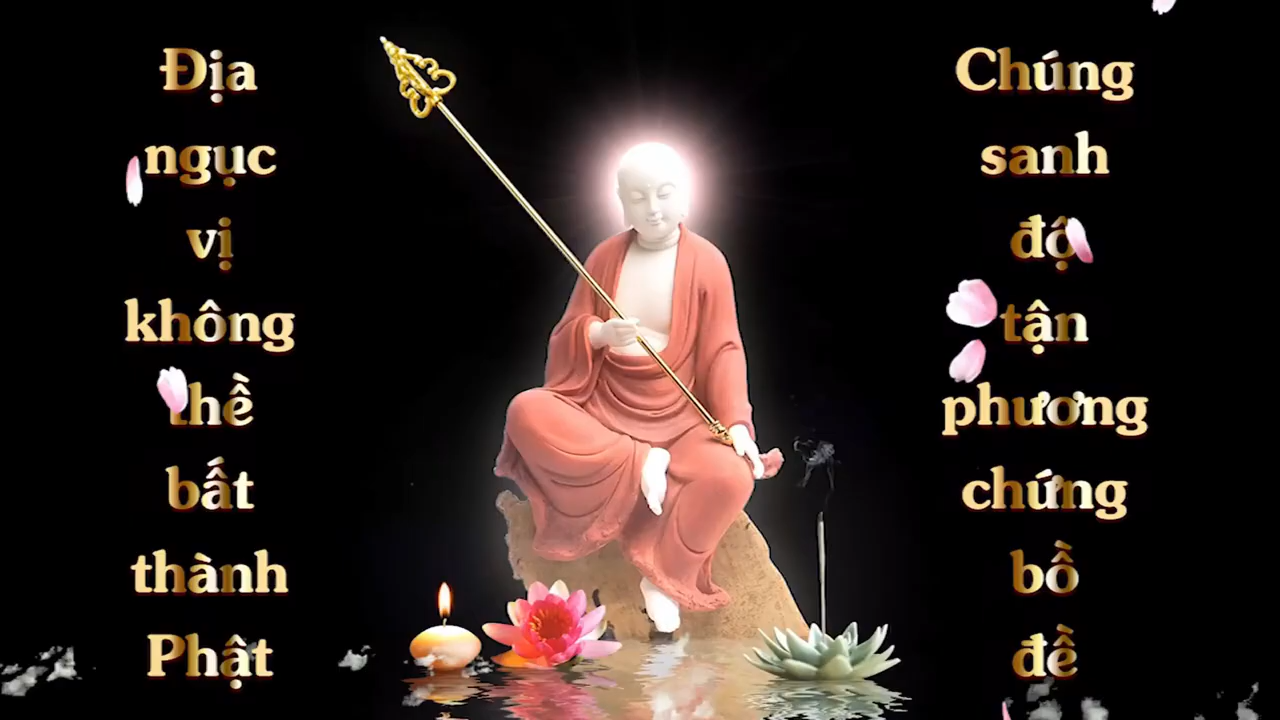 Địa
ngục
vị
không
thề
bất
thành
Phật
Chúng
sanh
độ
tận
phương
chứng
bồ
đề